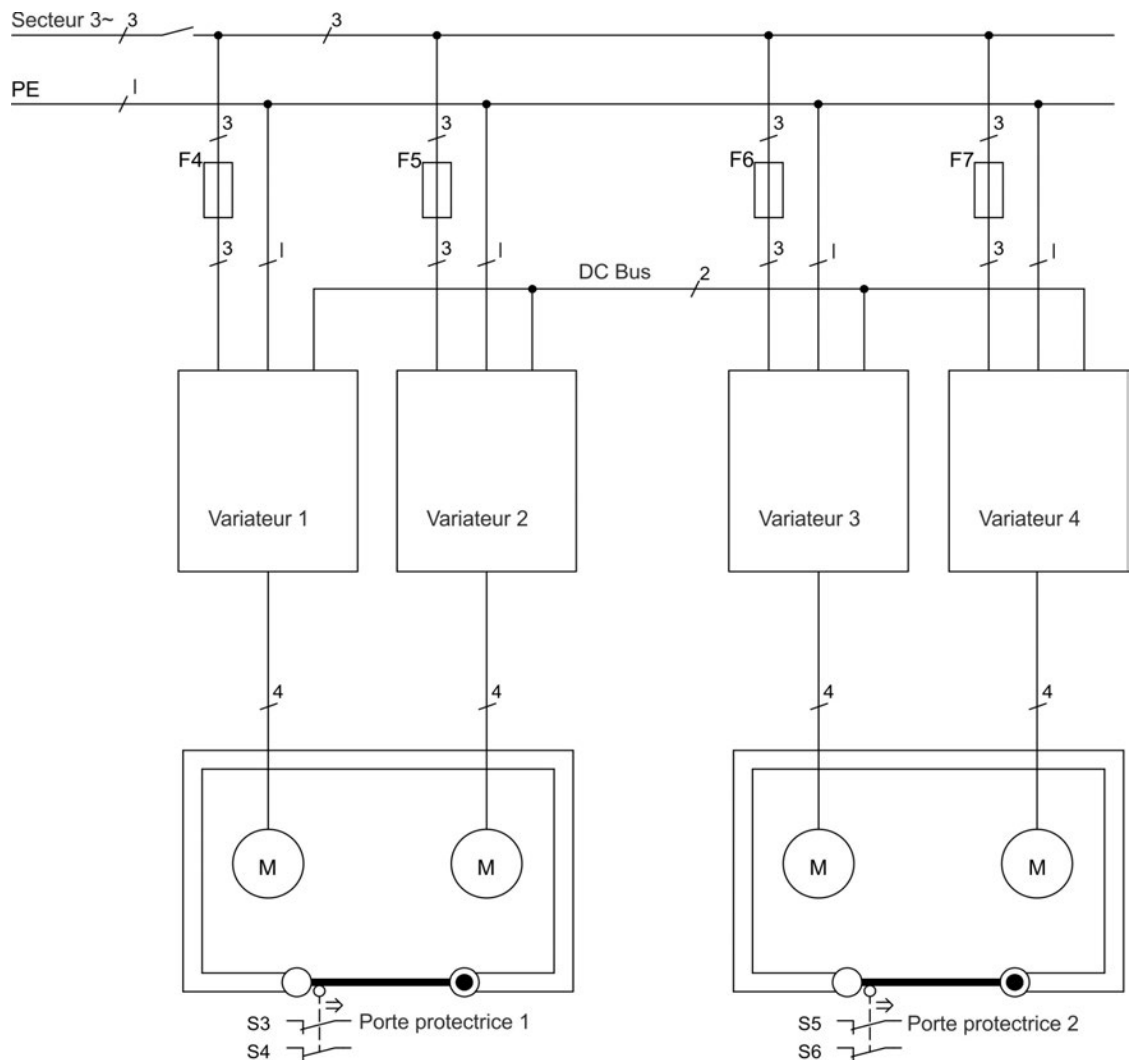 Secteur 3~ 3 3
PE I
3 3 3 3
F4 F5 F6 F7
3 I 3 I 3 I 3 I
DC Bus 2
Variateur 1 Variateur 2 Variateur 3 Variateur 4
4 4 4 4
M M M M
S3 ⇒ Porte protectrice 1 S5 ⇒ Porte protectrice 2
S4 S6